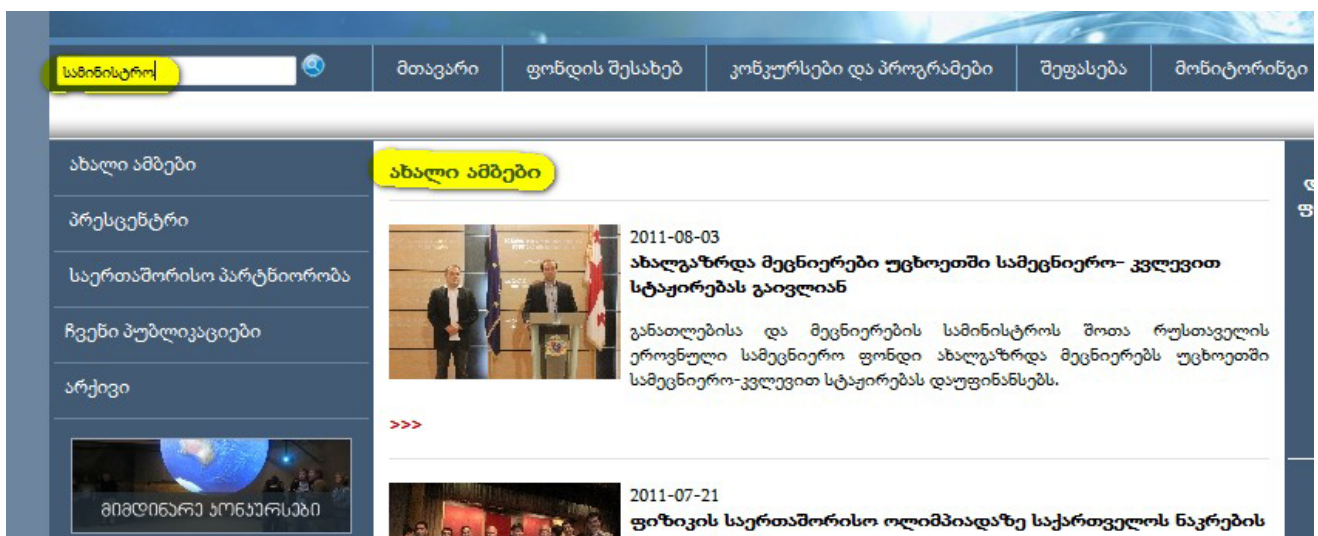 სამინისტრო
მთავარი
ფონდის შესახებ
კონკურსები და პროგრამები
შეფასება
მონიტორინგი
ახალი ამბები
პრესცენტრი
საერთაშორისო პარტნიორობა
ჩვენი პუბლიკაციები
არქივი
მიმდინარე კონკურსები
ახალი ამბები
2011-08-03
ახალგაზრდა მეცნიერები უცხოეთში სამეცნიერო- კვლევით
სტაჟირებას გაივლიან
განათლებისა და მეცნიერების სამინისტროს შოთა რუსთაველის
ეროვნული სამეცნიერო ფონდი ახალგაზრდა მეცნიერებს უცხოეთში
სამეცნიერო-კვლევით სტაჟირებას დაუფინანსებს.
>>>
2011-07-21
ფიზიკის საერთაშორისო ოლიმპიადაზე საქართველოს ნაკრების